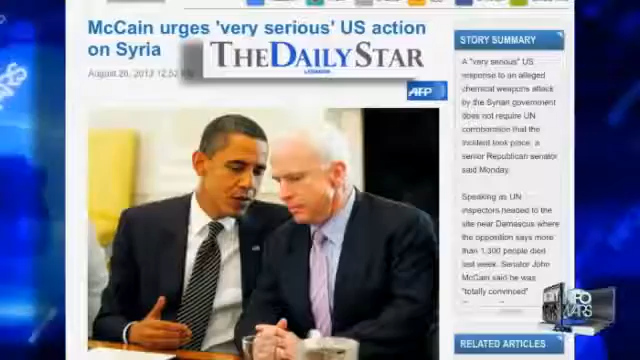 McCain urges 'very serious' US action
on Syria
THE DAILY STAR
LEBANON
August 26, 2013 12:52
AFP
STORY SUMMARY
A "very serious" US
response to an alleged
chemical weapons attack
by the Syrian government
does not require UN
corroboration that the
incident took place, a
senior Republican senator
said Monday.
Speaking as UN
inspectors headed to the
site near Damascus where
the opposition says more
than 1,300 people died
last week, Senator John
McCain said he was
"totally convinced"
RELATED ARTICLES
INFO
WARS